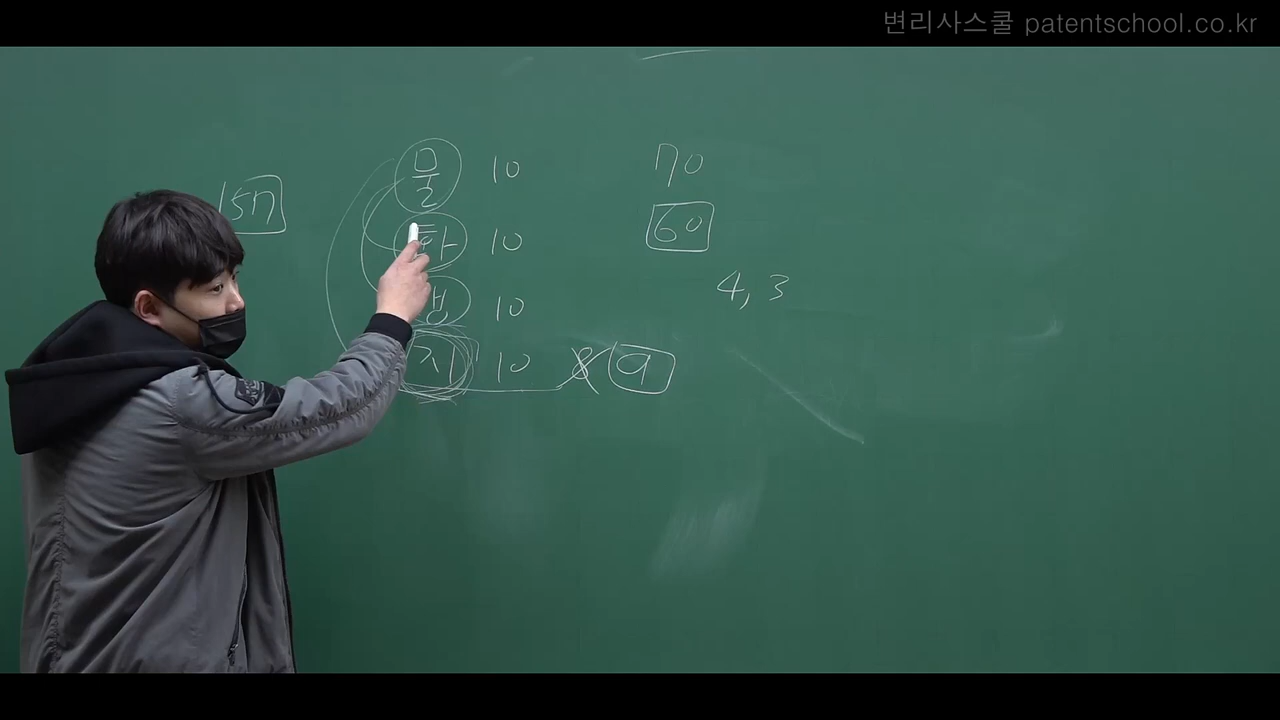 변리사스쿨 patentschool.co.kr
물 10 70
화 10 60
생 10 4, 3
지 10 8 9